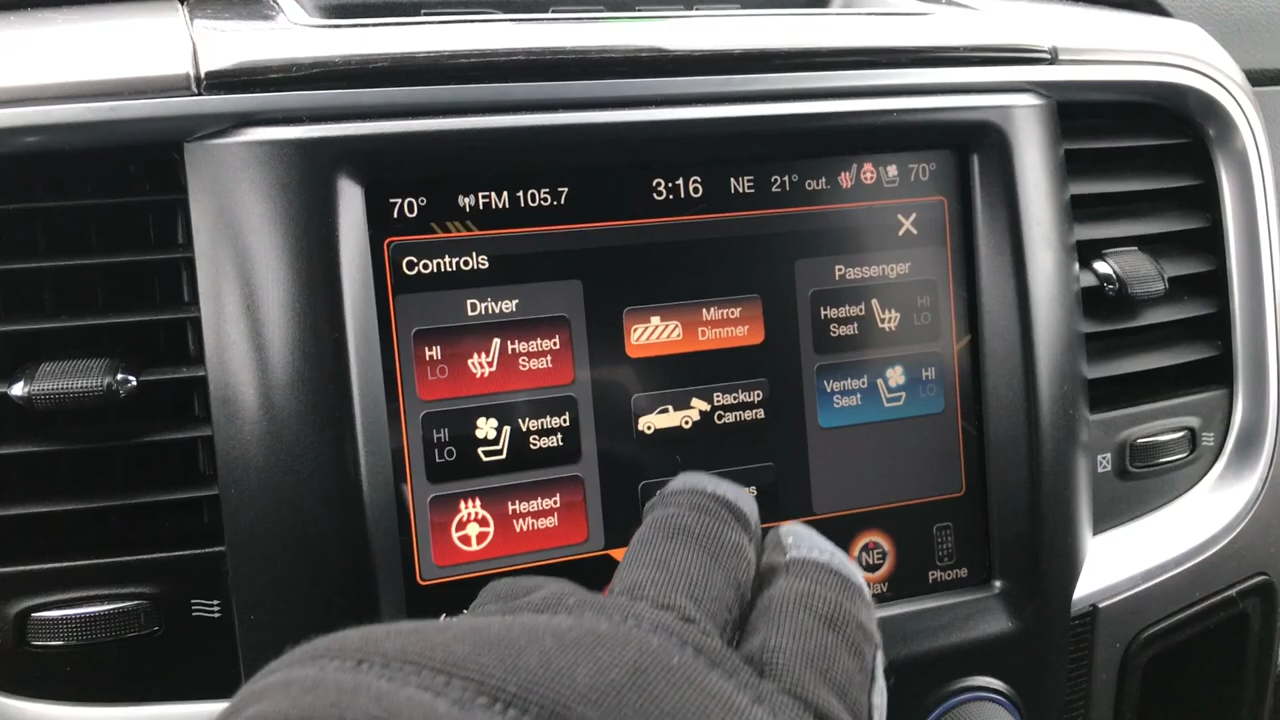 70° FM 105.7 3:16 NE 21° out. 70°
Controls
Driver
HI
LO
Heated
Seat
HI
LO
Vented
Seat
Heated
Wheel
Mirror
Dimmer
Backup
Camera
Passenger
Heated
Seat
HI
LO
Vented
Seat
HI
LO
NE
Phone